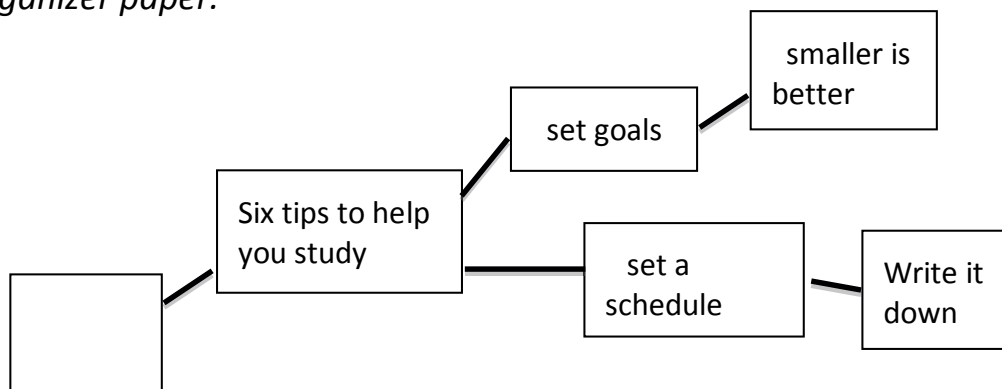 ganizer paper.
smaller is
better
set goals
Six tips to help
you study
set a
schedule
Write it
down